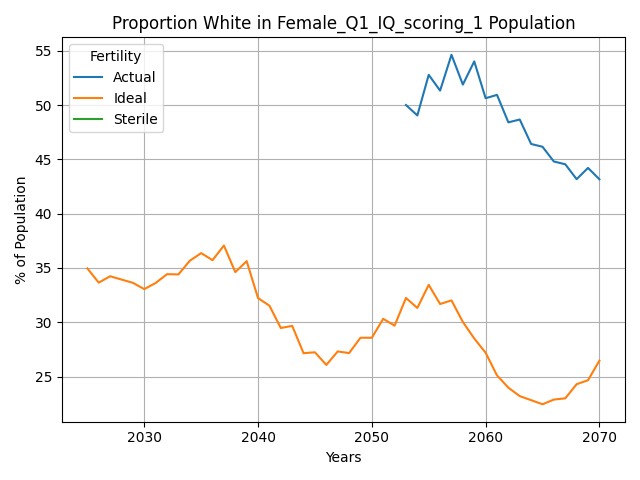 Proportion White in Female_Q1_IQ_scoring_1 Population
Fertility
Actual
Ideal
Sterile
% of Population
55
50
45
40
35
30
25
2030 2040 2050 2060 2070
Years